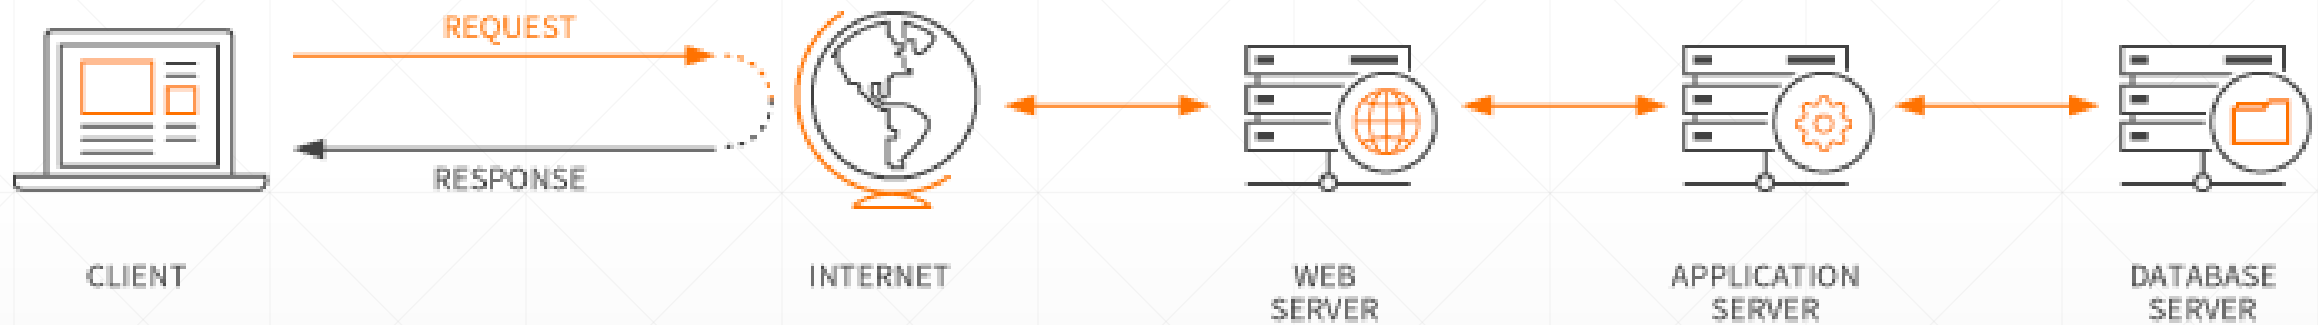 REQUEST
RESPONSE
CLIENT
INTERNET
WEB
SERVER
APPLICATION
SERVER
DATABASE
SERVER